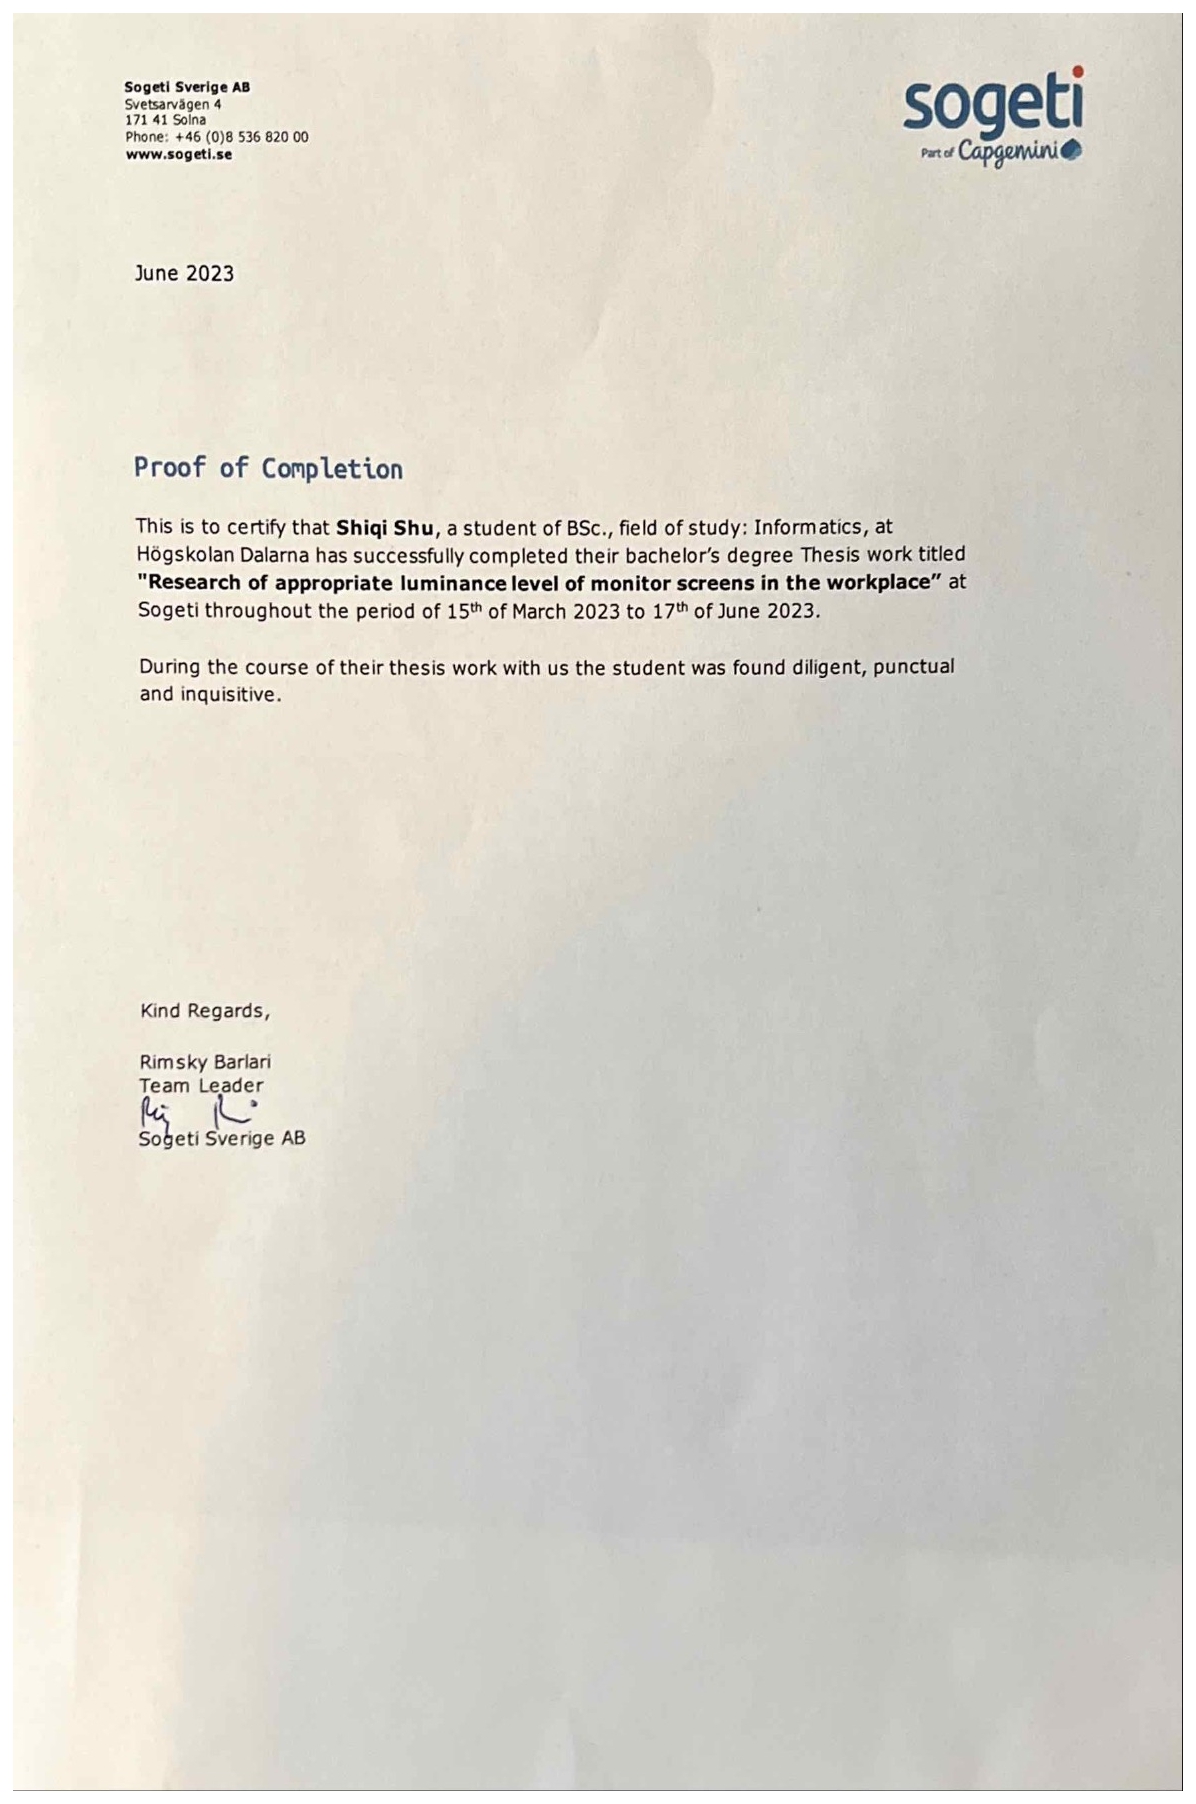 Sogeti Sverige AB
Svetsarvägen 4
171 41 Solna
Phone: +46 (0)8 536 820 00
www.sogeti.se
sogeti
Part of Capgemini
June 2023
Proof of Completion
This is to certify that Shiqi Shu, a student of BSc., field of study: Informatics, at
Högskolan Dalarna has successfully completed their bachelor’s degree Thesis work titled
"Research of appropriate luminance level of monitor screens in the workplace” at
Sogeti throughout the period of 15th of March 2023 to 17th of June 2023.
During the course of their thesis work with us the student was found diligent, punctual
and inquisitive.
Kind Regards,
Rimsky Barlari
Team Leader
Sogeti Sverige AB